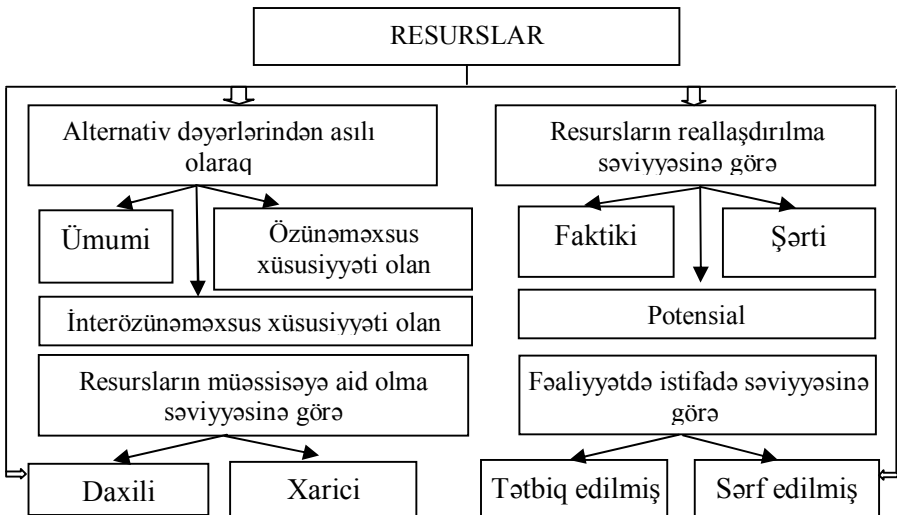 RESURSLAR
Alternativ dəyərlərindən asılı
olaraq
Resursların reallaşdırılma
səviyyəsinə görə
Ümumi
Özünəməxsus
xüsusiyyəti olan
Faktiki
Şərti
İnterözünəməxsus xüsusiyyəti olan
Potensial
Resursların müəssisəyə aid olma
səviyyəsinə görə
Fəaliyyətdə istifadə səviyyəsinə
görə
Daxili
Xarici
Tətbiq edilmiş
Sərf edilmiş